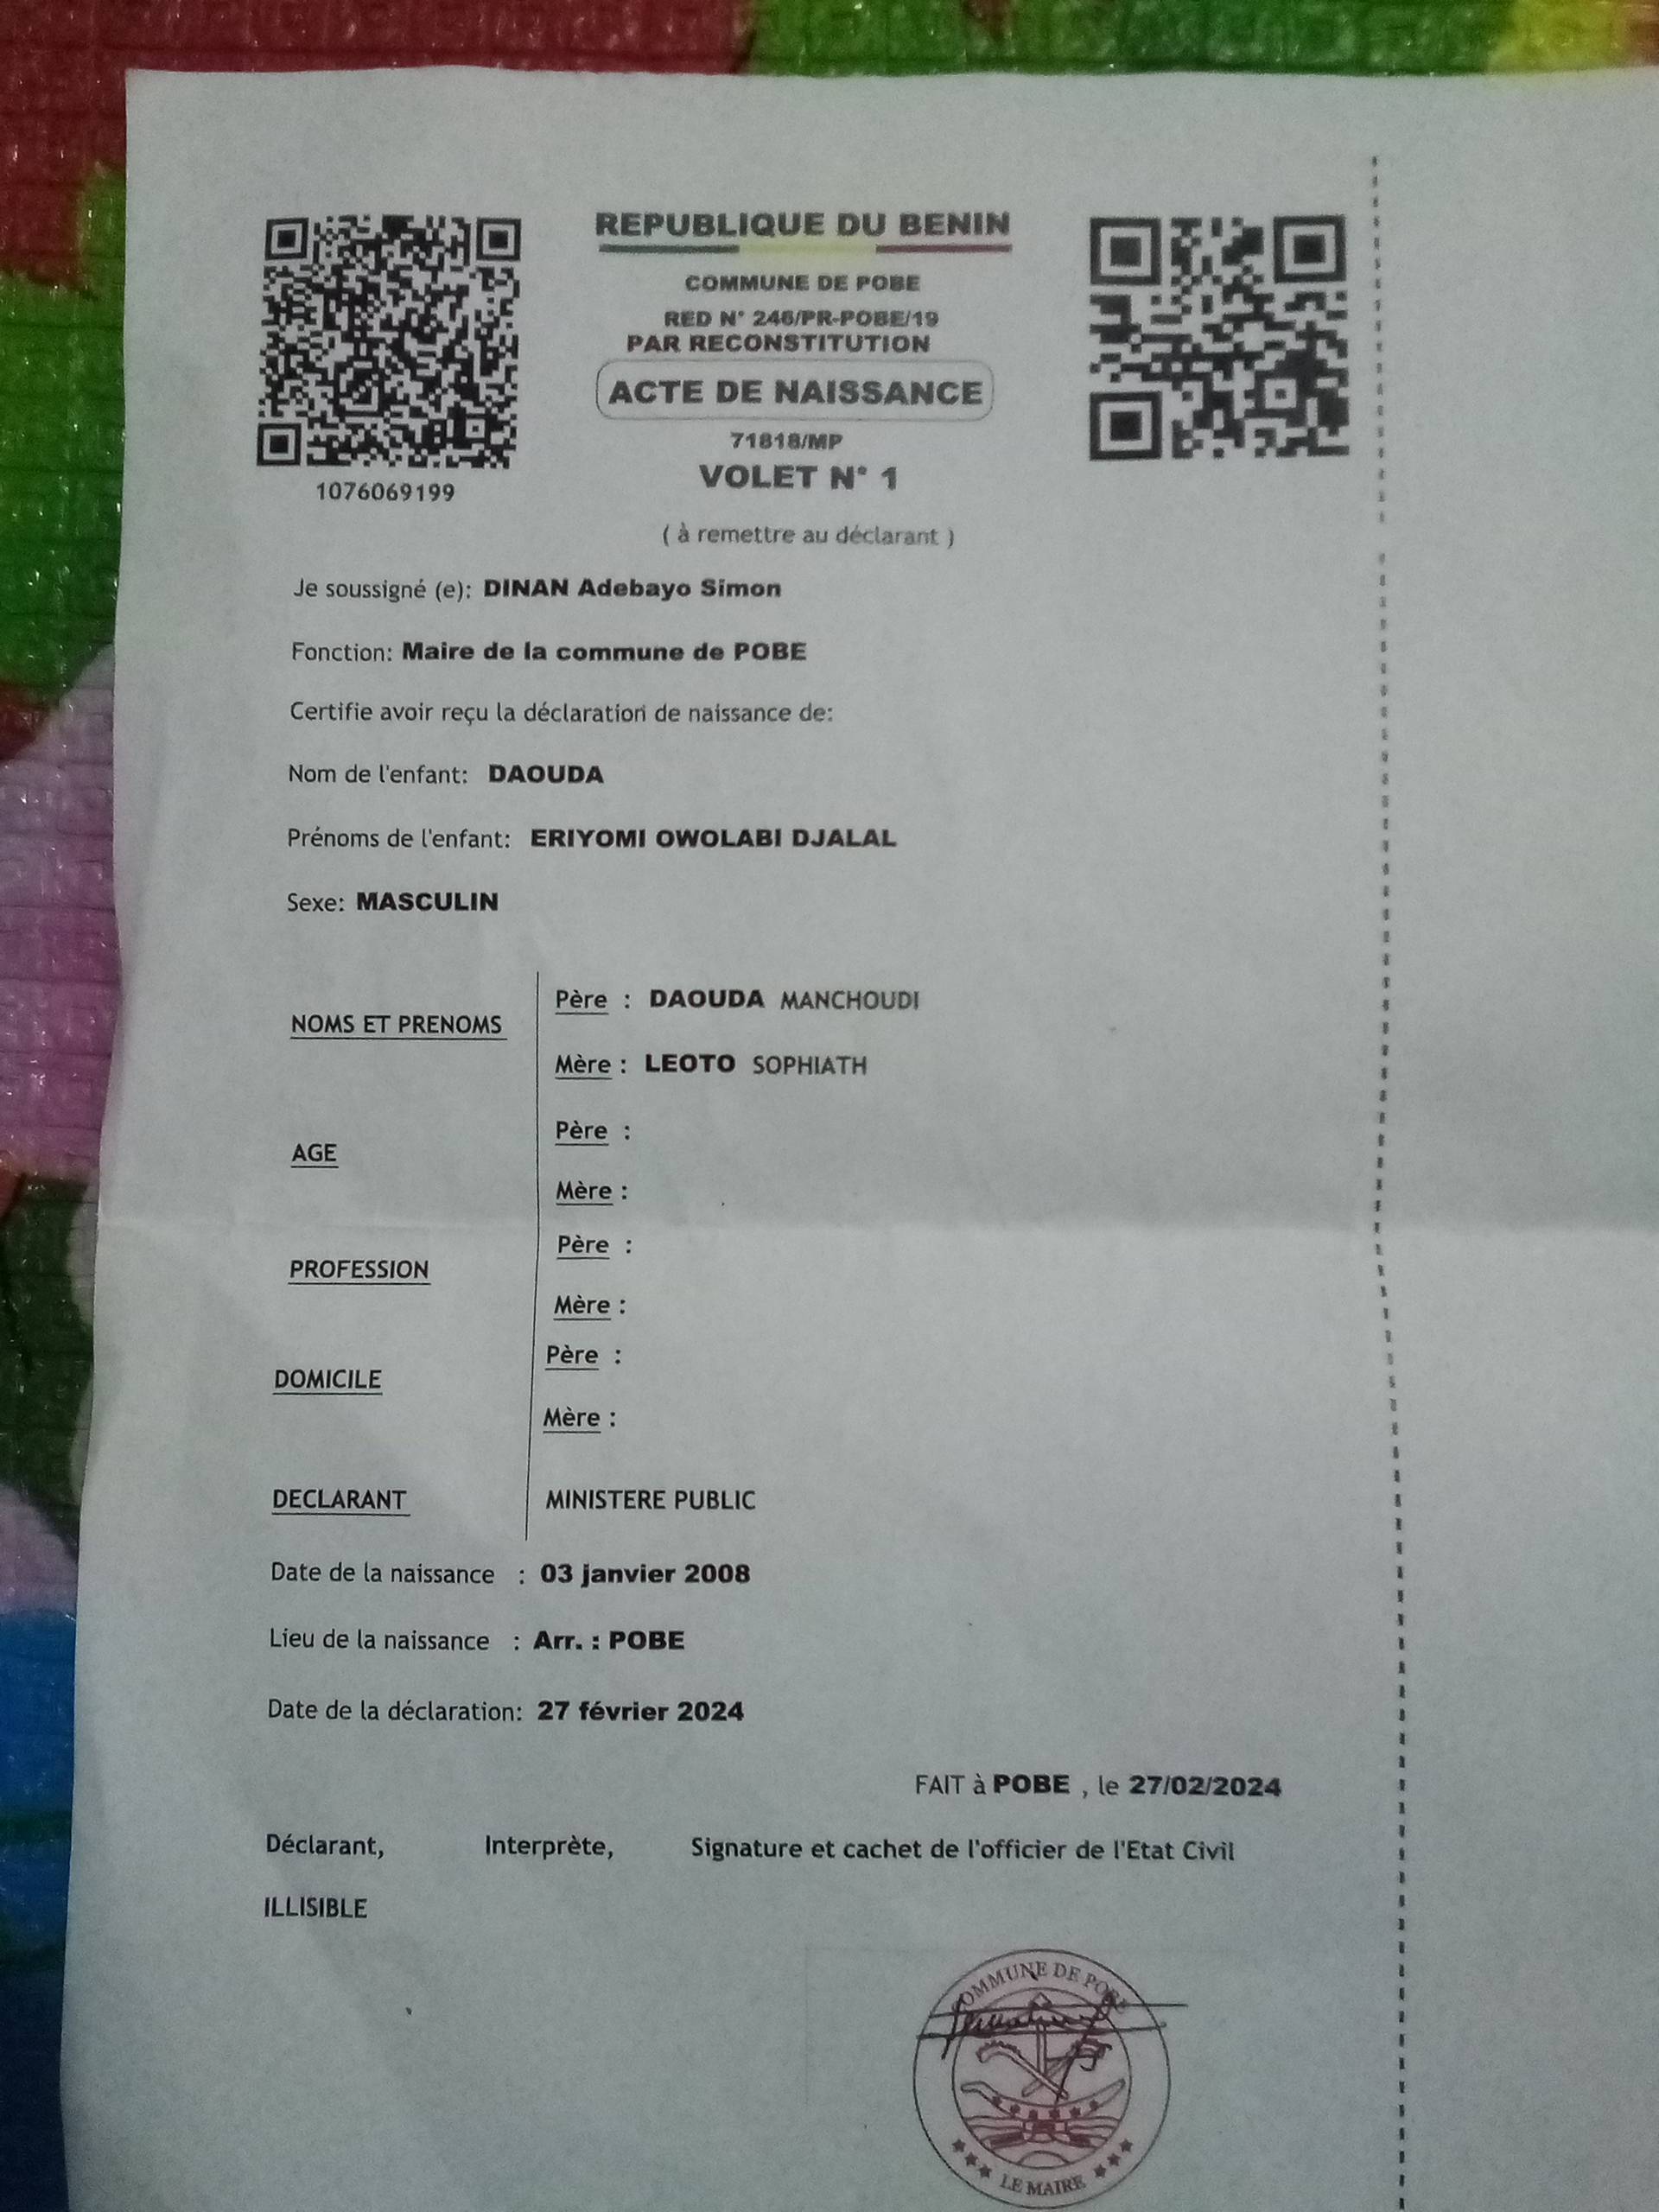 REPUBLIQUE DU BENIN
COMMUNE DE POBE
RED N° 246/PR-POBE/19
PAR RECONSTITUTION
ACTE DE NAISSANCE
71818/MP
VOLET N° 1
1076069199
( à remettre au déclarant )
Je soussigné (e): DINAN Adebayo Simon
Fonction: Maire de la commune de POBE
Certifie avoir reçu la déclaration de naissance de:
Nom de l'enfant: DAOUDA
Prénoms de l'enfant: ERIYOMI OWOLABI DJALAL
Sexe: MASCULIN
NOMS ET PRENOMS
Père : DAOUDA MANCHOUDI
Mère : LEOTO SOPHIATH
AGE
Père :
Mère :
PROFESSION
Père :
Mère :
DOMICILE
Père :
Mère :
DECLARANT MINISTERE PUBLIC
Date de la naissance : 03 janvier 2008
Lieu de la naissance : Arr. : POBE
Date de la déclaration: 27 février 2024
FAIT à POBE , le 27/02/2024
Déclarant, Interprète, Signature et cachet de l'officier de l'Etat Civil
ILLISIBLE
COMMUNE DE POBE
LE MAIRE